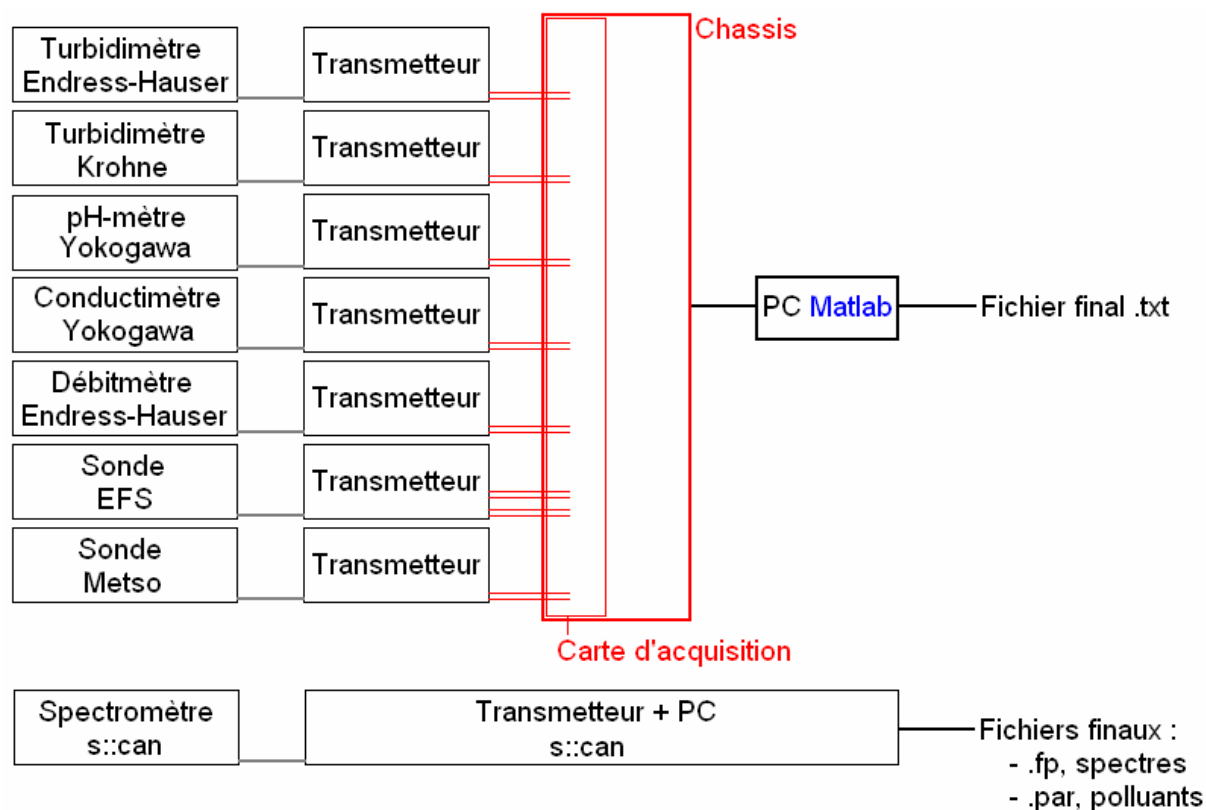 Chassis
Turbidimètre
Endress-Hauser
Transmetteur
Turbidimètre
Krohne
Transmetteur
pH-mètre
Yokogawa
Transmetteur
Conductimètre
Yokogawa
Transmetteur
PC Matlab
Fichier final .txt
Débitmètre
Endress-Hauser
Transmetteur
Sonde
EFS
Transmetteur
Sonde
Metso
Transmetteur
Carte d'acquisition
Spectromètre
s::can
Transmetteur + PC
s::can
Fichiers finaux :
- .fp, spectres
- .par, polluants